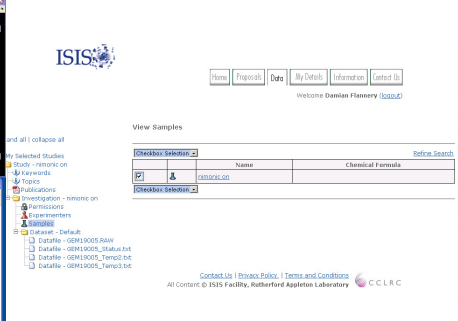 ISIS
Home Proposals Data My Details Information Contact Us
Welcome Damian Flannery (logout)
View Samples
and all | collapse all
My Selected Studies
Study - nimonic on
Keywords
Topics
Publications
Investigation - nimonic on
Permissions
Experimenters
Samples
Dataset - Default
Datafile - GEM19005.RAW
Datafile - GEM19005_Status.txt
Datafile - GEM19005_Temp2.txt
Datafile - GEM19005_Temp3.txt
Checkbox Selection Refine Search
Name Chemical Formula
nimonic on
Checkbox Selection
Contact Us | Privacy Policy | Terms and Conditions
All Content © ISIS Facility, Rutherford Appleton Laboratory
CCLRC